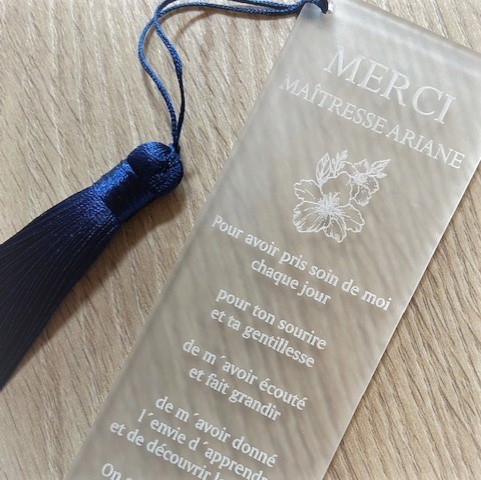 MERCI
MAÎTRESSE ARIANE
Pour avoir pris soin de moi
chaque jour
pour ton sourire
et ta gentillesse
de m´avoir écouté
et fait grandir
de m´avoir donné
l´envie d´apprendre
et de découvrir
On